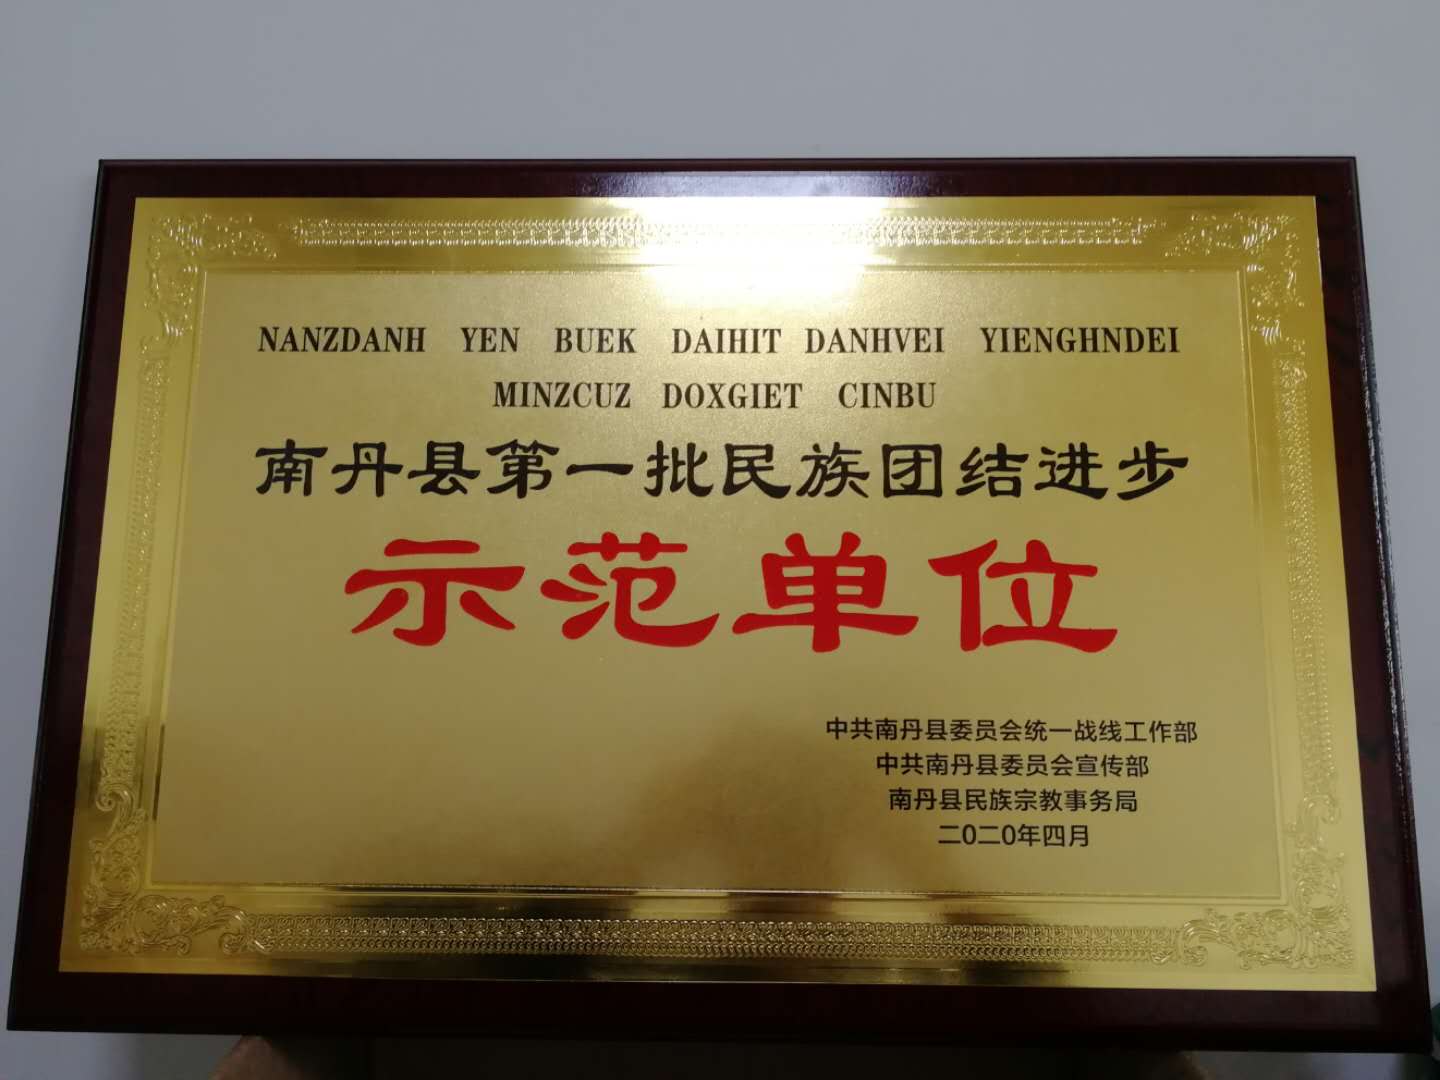 NANZDANH YEN BUEK DAIHIT DANHVEI YIENGHNDEI
MINZCUZ DOXGIET CINBU
南丹县第一批民族团结进步
示范单位
中共南丹县委员会统一战线工作部
中共南丹县委员会宣传部
南丹县民族宗教事务局
二0二0年四月